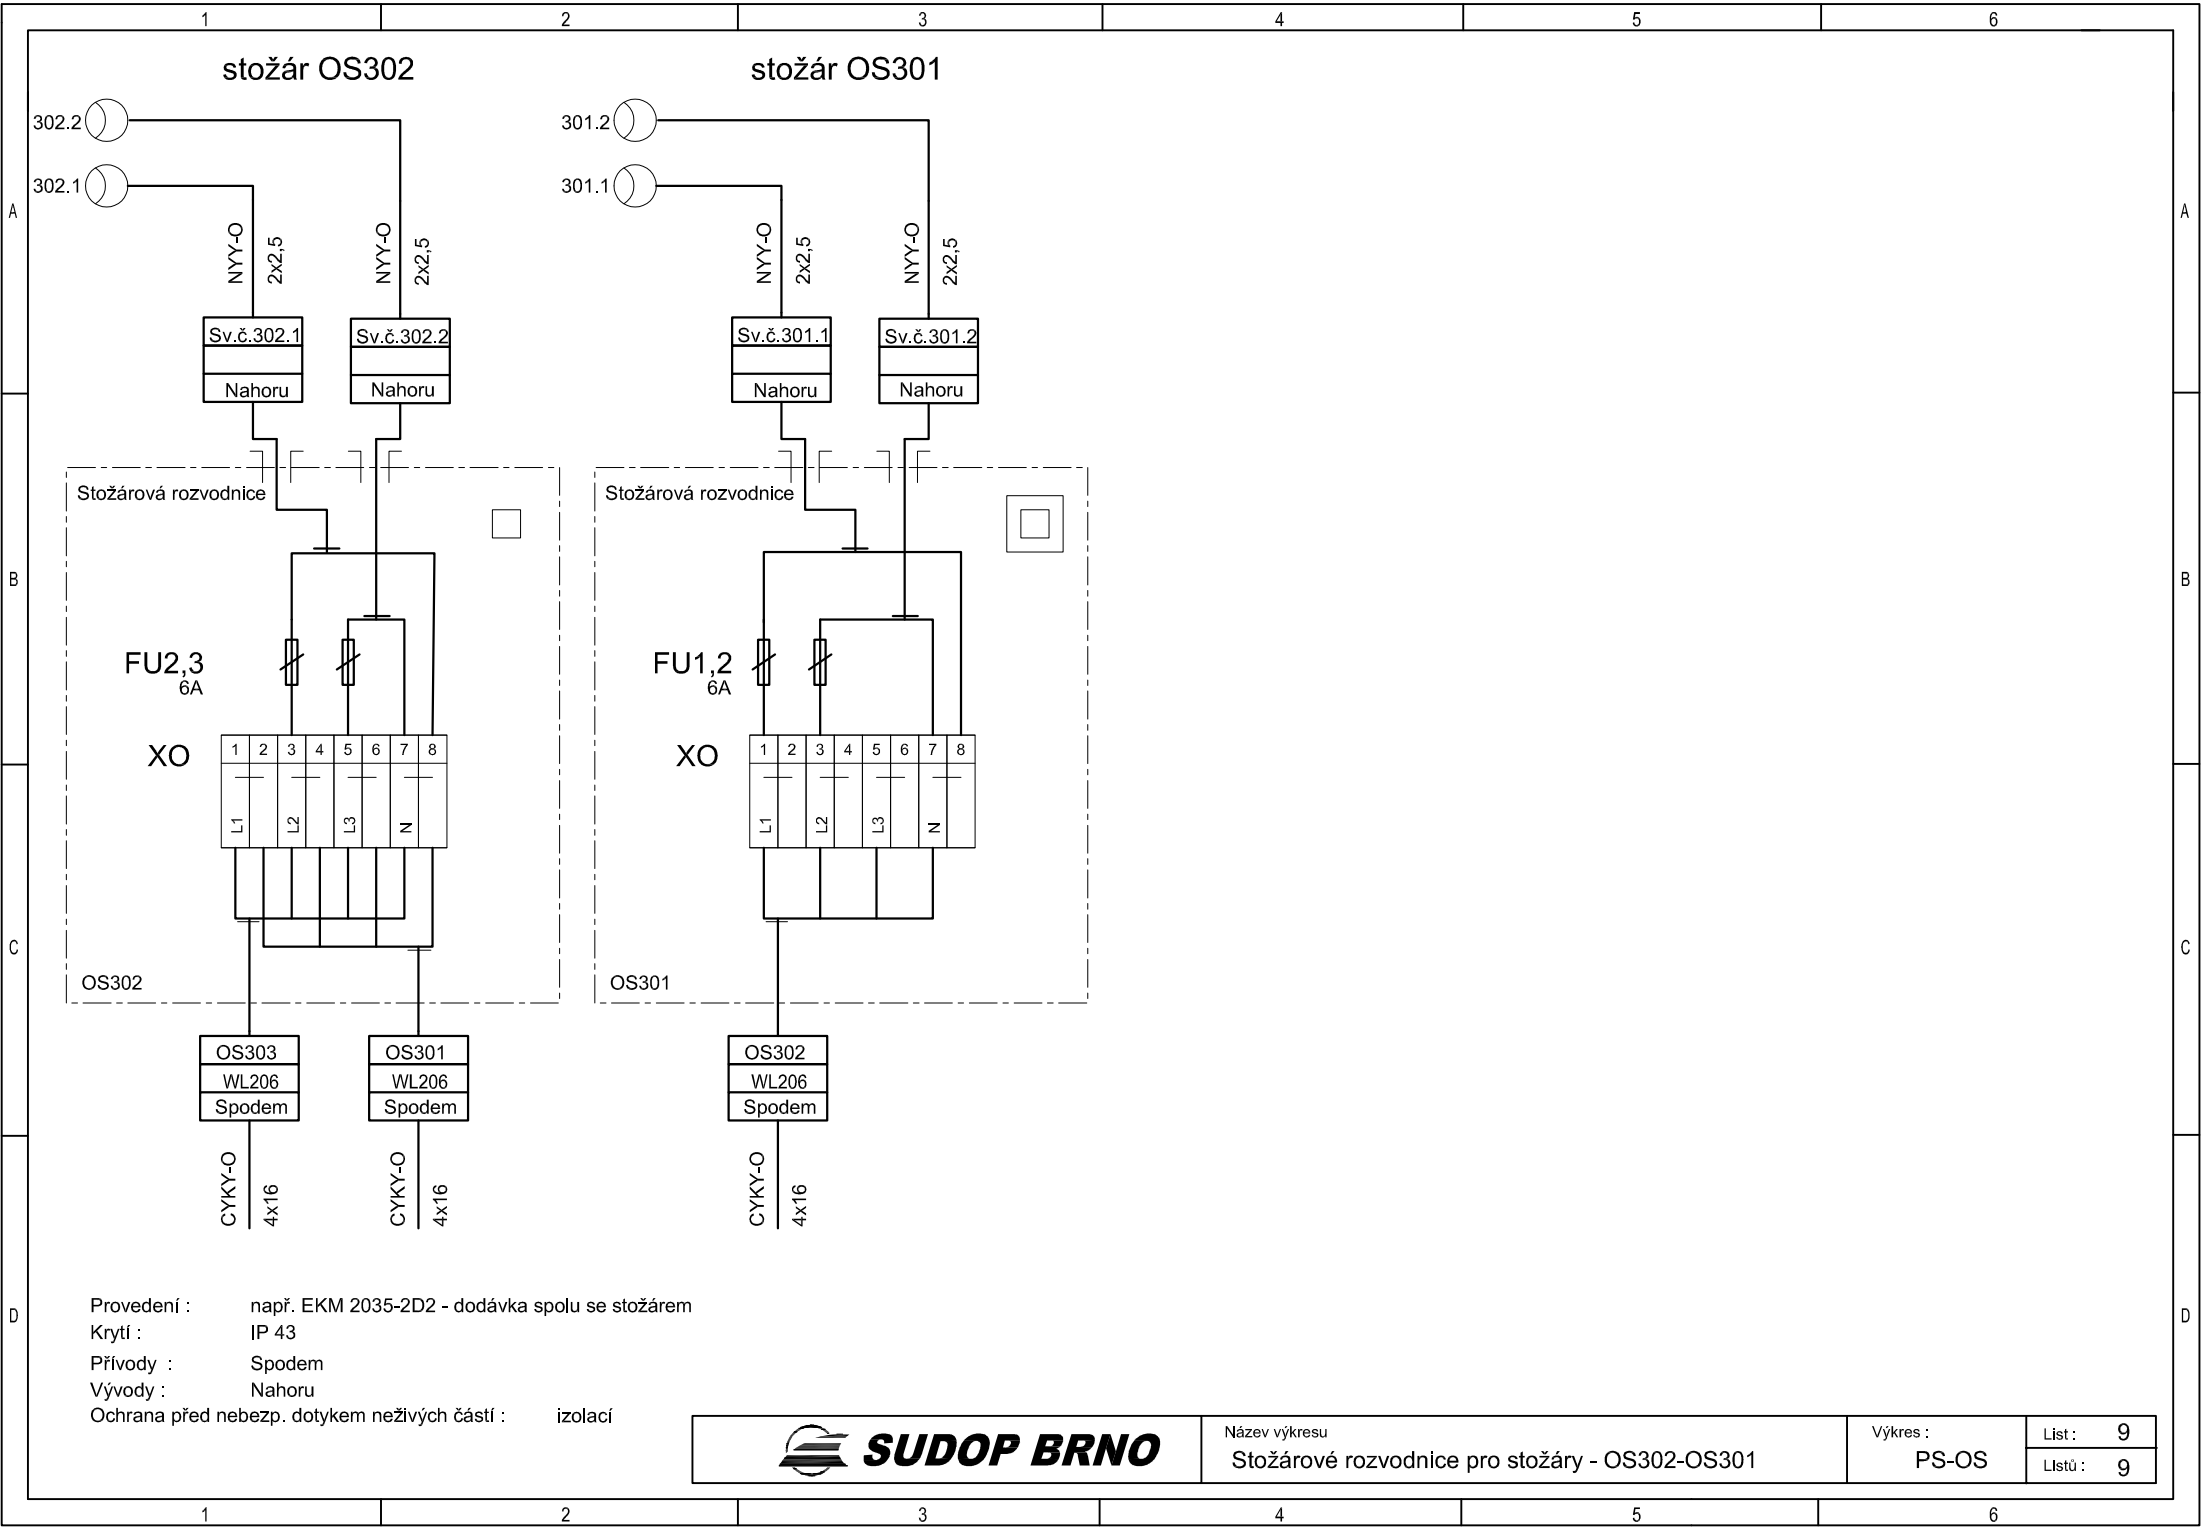 1 2 3 4 5 6
stožár OS302
stožár OS301
302.2
301.2
302.1
301.1
A
A
NYY-O
2x2,5
NYY-O
2x2,5
NYY-O
2x2,5
NYY-O
2x2,5
Sv.č.302.1
Nahoru
Sv.č.302.2
Nahoru
Sv.č.301.1
Nahoru
Sv.č.301.2
Nahoru
Stožárová rozvodnice
Stožárová rozvodnice
B
B
FU2,3
6A
FU1,2
6A
XO
1 2 3 4 5 6 7 8
L1 L2 L3 N
XO
1 2 3 4 5 6 7 8
L1 L2 L3 N
C
C
OS302
OS301
OS303
WL206
Spodem
OS301
WL206
Spodem
OS302
WL206
Spodem
CYKY-O
4x16
CYKY-O
4x16
CYKY-O
4x16
D
D
Provedení : např. EKM 2035-2D2 - dodávka spolu se stožárem
Krytí : IP 43
Přívody : Spodem
Vývody : Nahoru
Ochrana před nebezp. dotykem neživých částí : izolací
SUDOP BRNO
Název výkresu
Stožárové rozvodnice pro stožáry - OS302-OS301
Výkres :
PS-OS
List : 9
Listů : 9
1 2 3 4 5 6